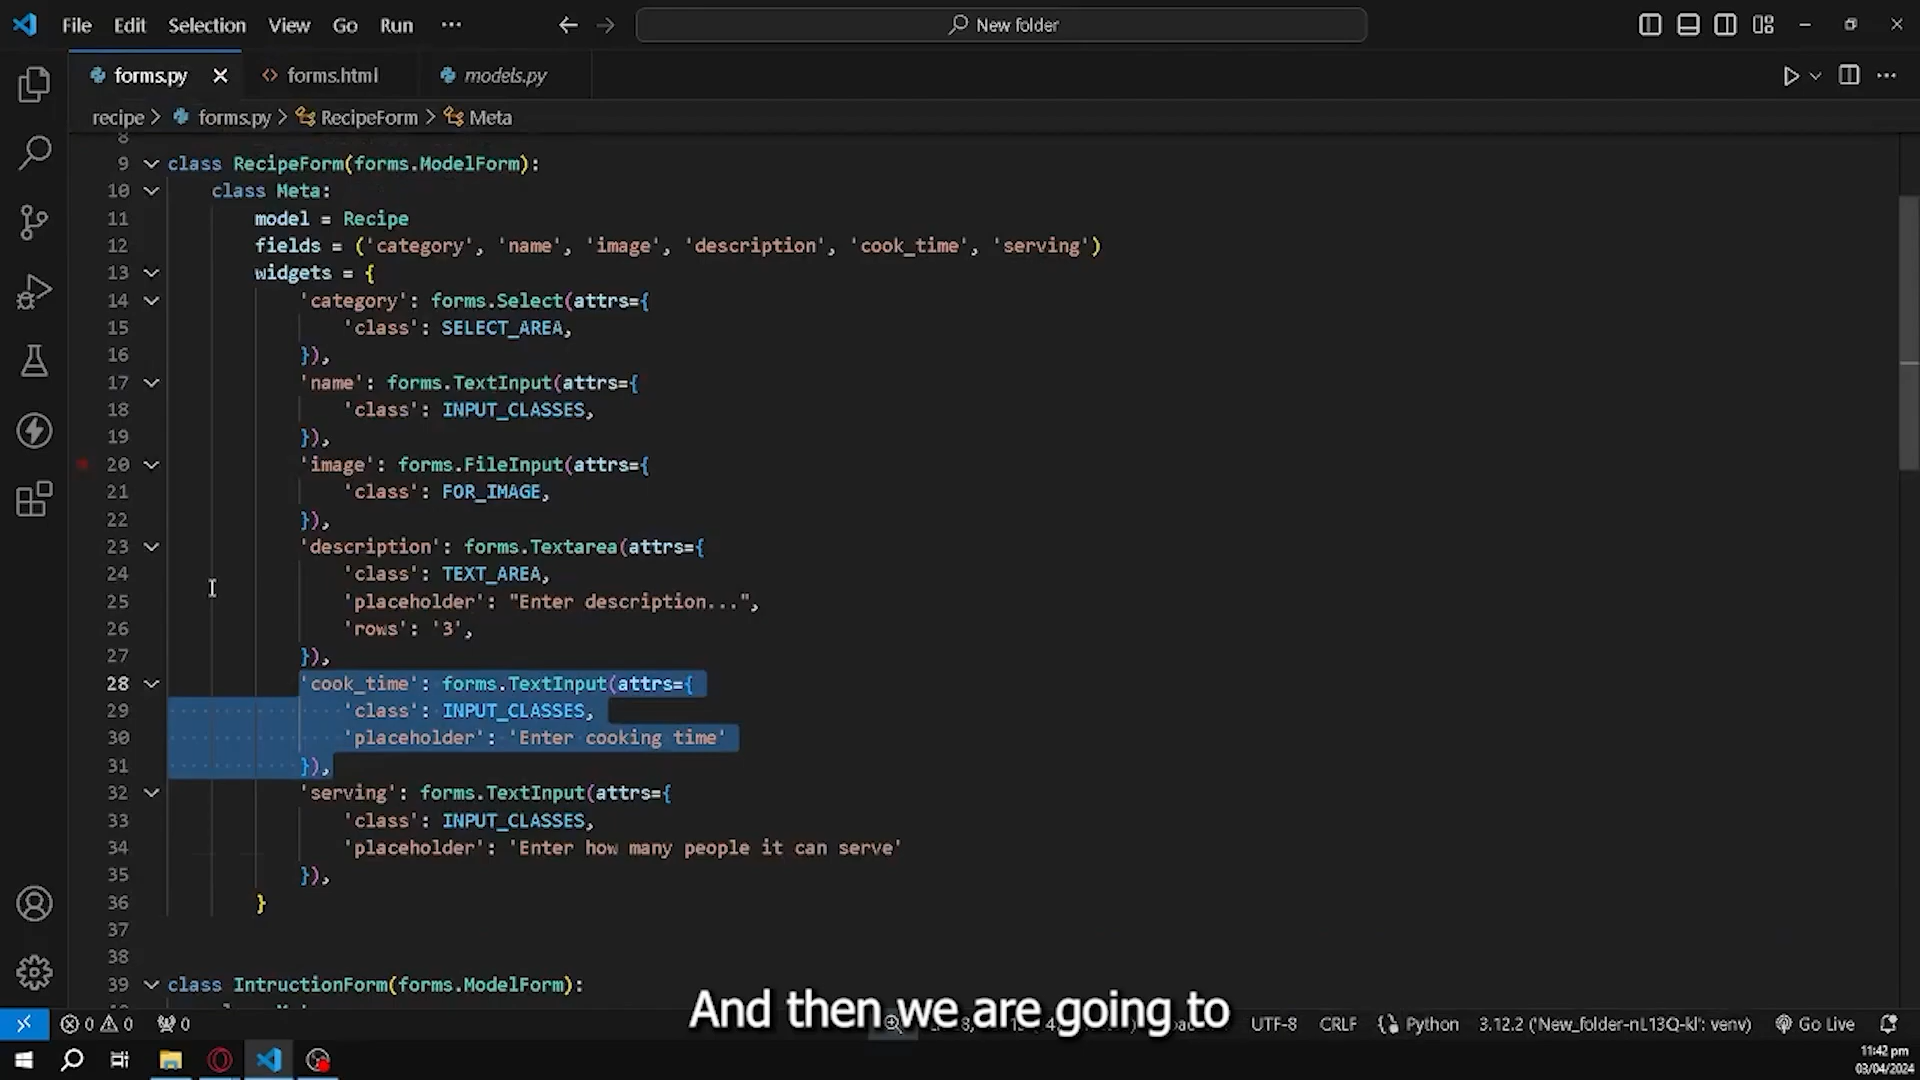 File Edit Selection View Go Run ··· New folder
forms.py forms.html models.py
recipe > forms.py > RecipeForm > Meta
8
9 class RecipeForm(forms.ModelForm):
10 class Meta:
11 model = Recipe
12 fields = ('category', 'name', 'image', 'description', 'cook_time', 'serving')
13 widgets = {
14 'category': forms.Select(attrs={
15 'class': SELECT_AREA,
16 }),
17 'name': forms.TextInput(attrs={
18 'class': INPUT_CLASSES,
19 }),
20 'image': forms.FileInput(attrs={
21 'class': FOR_IMAGE,
22 }),
23 'description': forms.Textarea(attrs={
24 'class': TEXT_AREA,
25 'placeholder': "Enter description...",
26 'rows': '3',
27 }),
28 'cook_time': forms.TextInput(attrs={
29 'class': INPUT_CLASSES,
30 'placeholder': 'Enter cooking time'
31 }),
32 'serving': forms.TextInput(attrs={
33 'class': INPUT_CLASSES,
34 'placeholder': 'Enter how many people it can serve'
35 }),
36 }
37
38
39 class IntructionForm(forms.ModelForm):
And then we are going to
0 0 0 UTF-8 CRLF Python 3.12.2 ('New_folder-nL13Q-kl': venv) Go Live
11:42 pm
03/04/2024